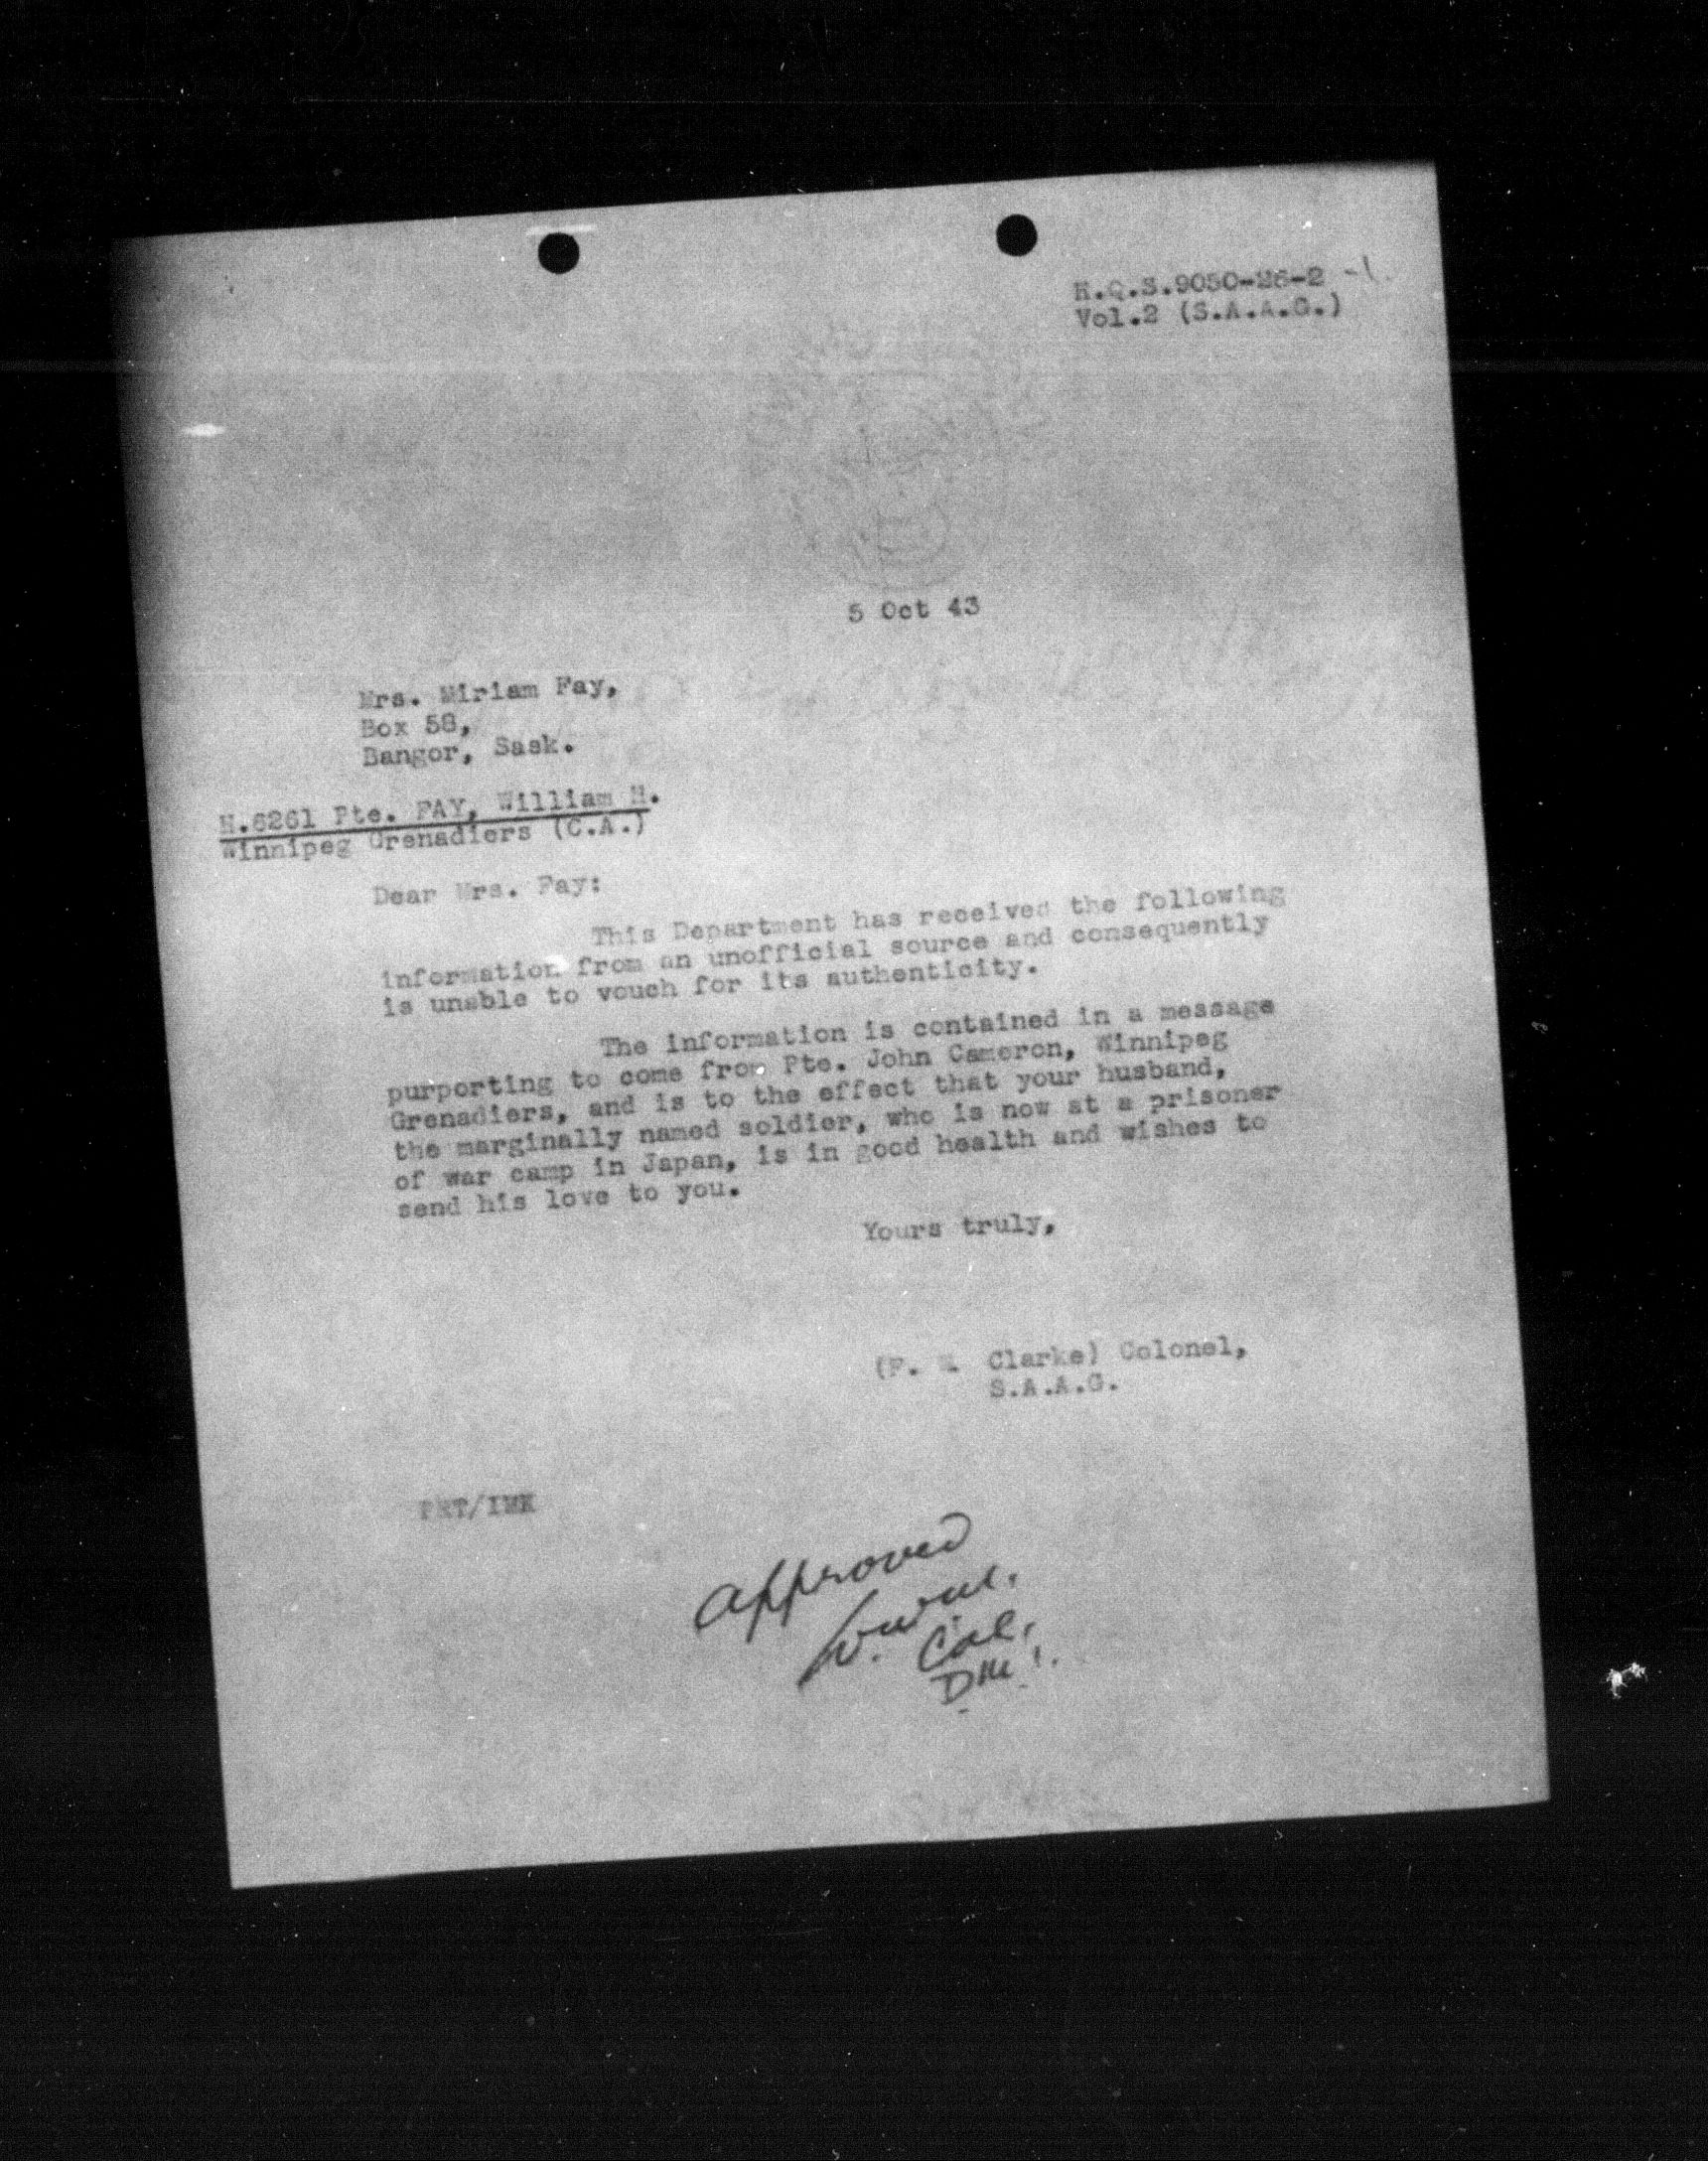 H.Q.S.9050-26-2 -1
Vol.2 (S.A.A.G.)
5 Oct 43
Mrs. Miriam Fay,
Box 58,
Bangor, Sask.
H.6261 Pte. FAY, William H.
Winnipeg Grenadiers (C.A.)
Dear Mrs. Fay:
This Department has received the following
information from an unofficial source and consequently
is unable to vouch for its authenticity.
The information is contained in a message
purporting to come from Pte. John Cameron, Winnipeg
Grenadiers, and is to the effect that your husband,
the marginally named soldier, who is now at a prisoner
of war camp in Japan, is in good health and wishes to
send his love to you.
Yours truly,
(F. Clarke) Colonel,
S.A.A.G.
Approved
Col.